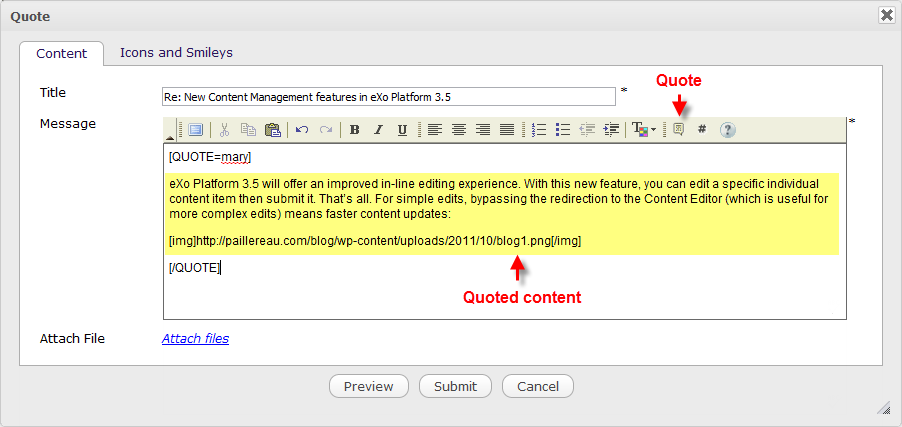 Quote
Content Icons and Smileys
Quote
Title Re: New Content Management features in eXo Platform 3.5 *
Message *
B I U T # ?
[QUOTE=mary]
eXo Platform 3.5 will offer an improved in-line editing experience. With this new feature, you can edit a specific individual
content item then submit it. That's all. For simple edits, bypassing the redirection to the Content Editor (which is useful for
more complex edits) means faster content updates:
[img]http://paillereau.com/blog/wp-content/uploads/2011/10/blog1.png[/img]
[/QUOTE]
Quoted content
Attach File Attach files
Preview Submit Cancel